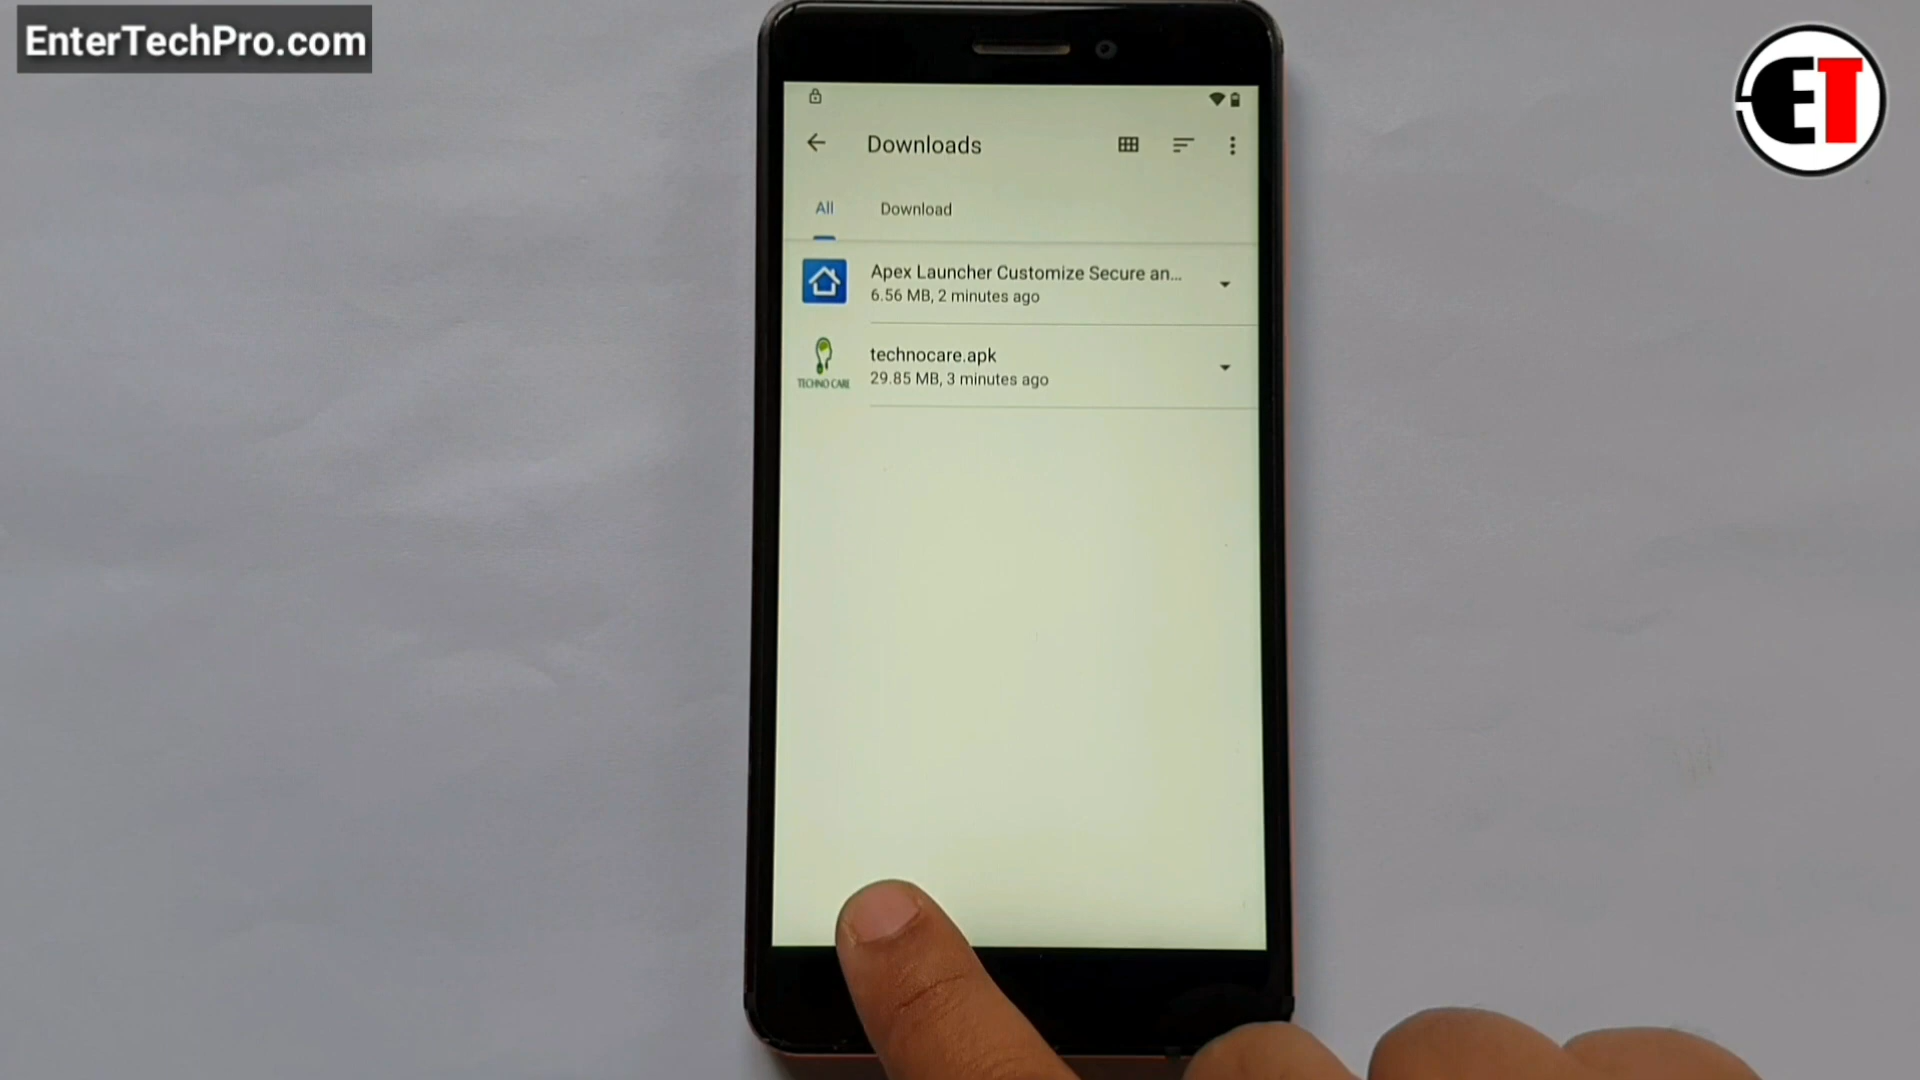 EnterTechPro.com
ET
Downloads
All
Download
Apex Launcher Customize Secure an...
6.56 MB, 2 minutes ago
technocare.apk
29.85 MB, 3 minutes ago
TECHNO CARE